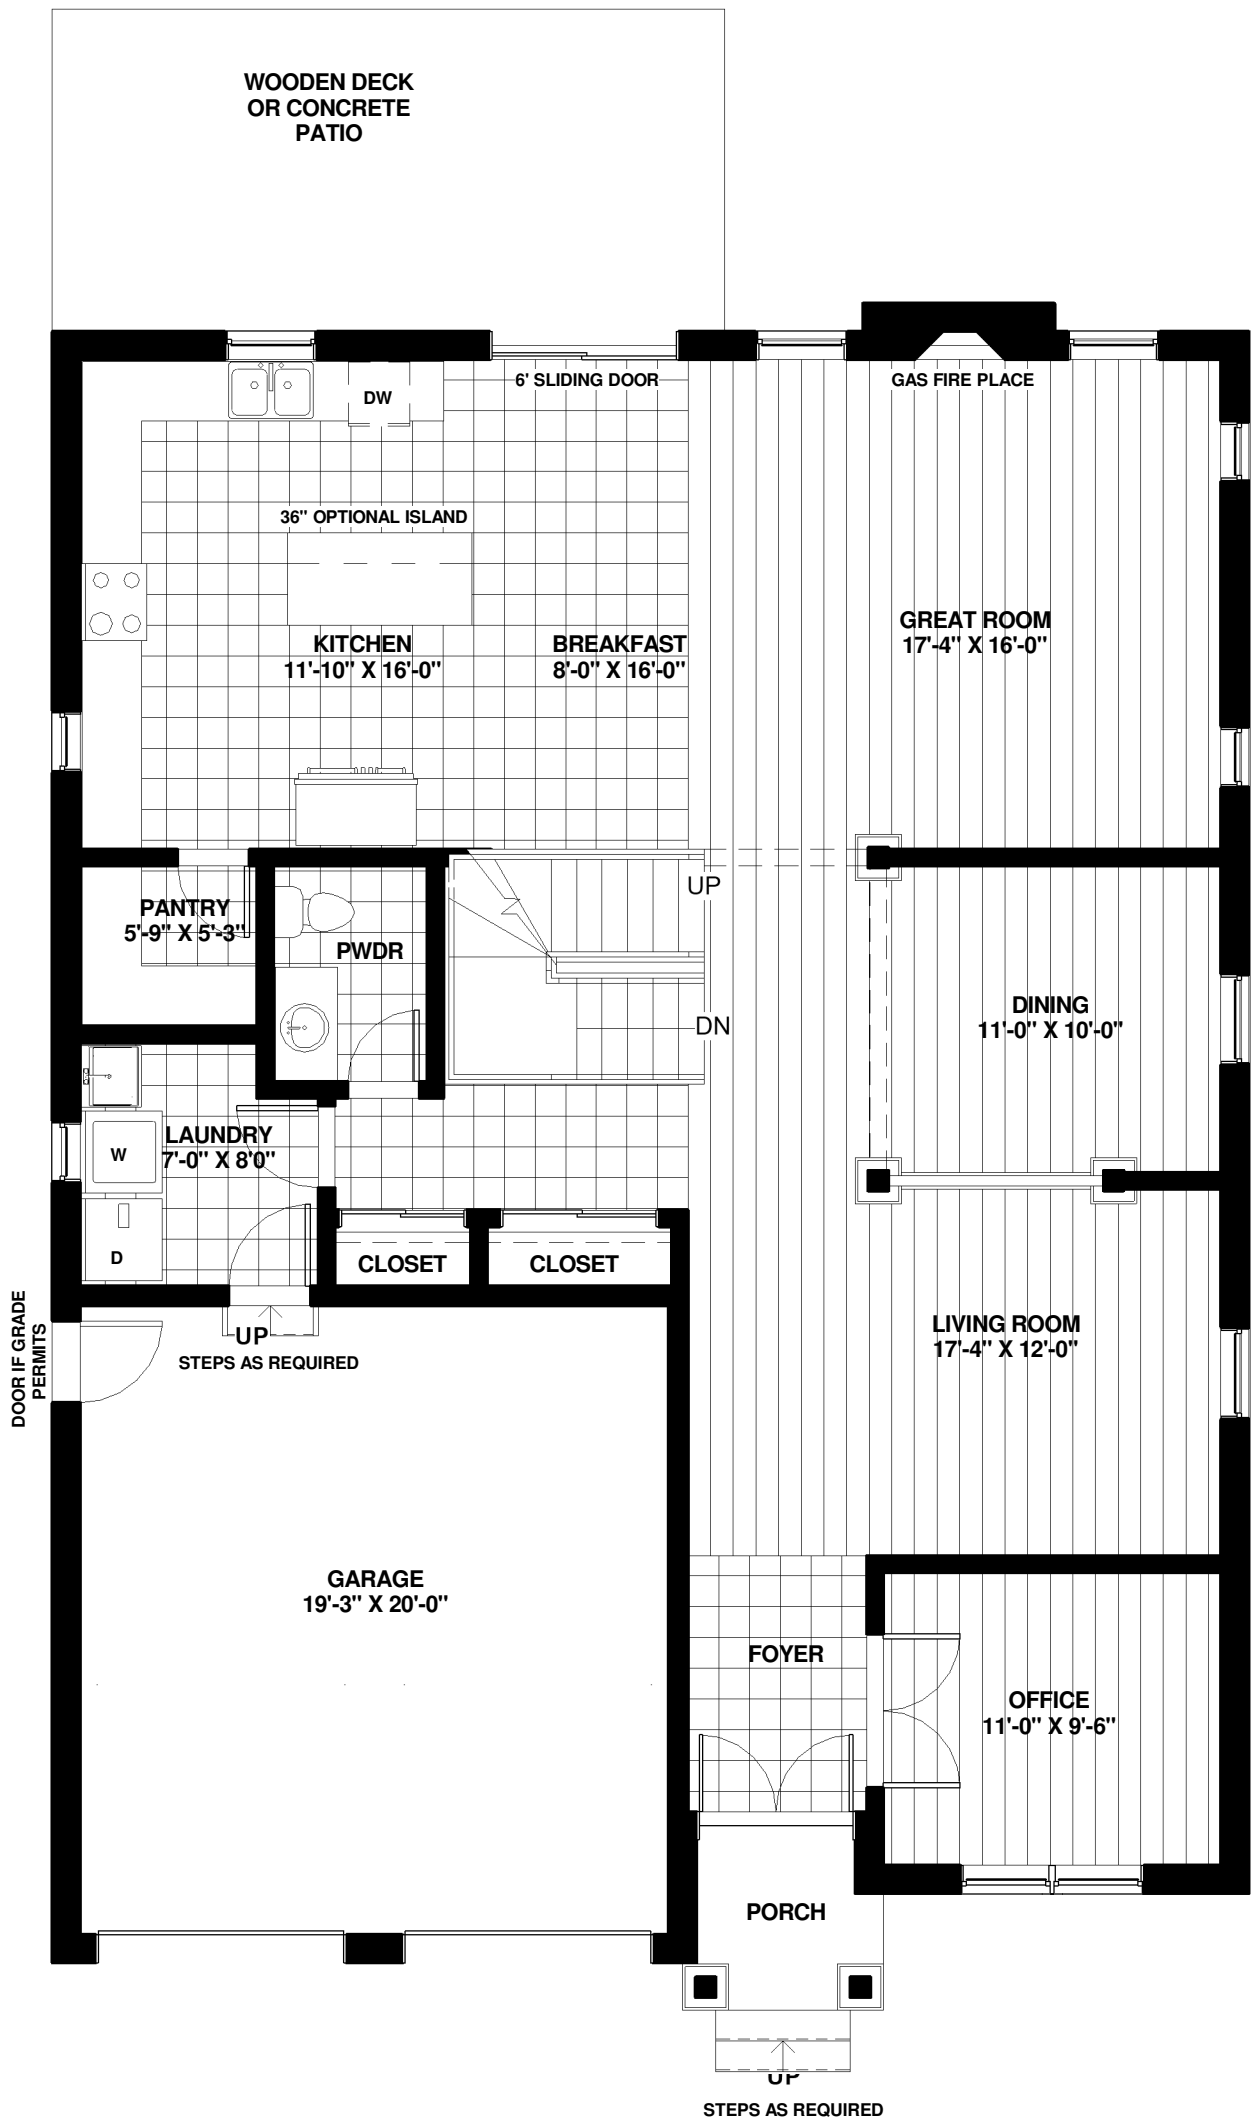 WOODEN DECK
OR CONCRETE
PATIO
6' SLIDING DOOR
GAS FIRE PLACE
DW
36" OPTIONAL ISLAND
KITCHEN
11'-10" X 16'-0"
BREAKFAST
8'-0" X 16'-0"
GREAT ROOM
17'-4" X 16'-0"
UP
PANTRY
5'-9" X 5'-3"
PWDR
DINING
11'-0" X 10'-0"
DN
LAUNDRY
7'-0" X 8'0"
W
D
CLOSET
CLOSET
DOOR IF GRADE
PERMITS
UP
STEPS AS REQUIRED
LIVING ROOM
17'-4" X 12'-0"
GARAGE
19'-3" X 20'-0"
FOYER
OFFICE
11'-0" X 9'-6"
PORCH
UP
STEPS AS REQUIRED